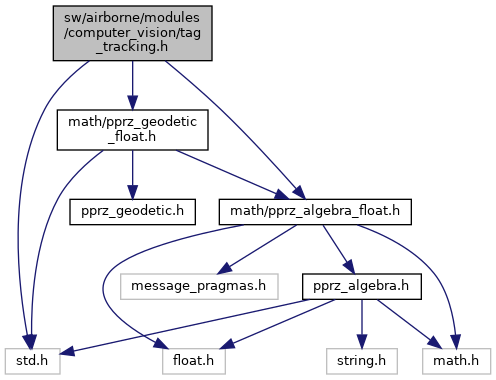 sw/airborne/modules
/computer_vision/tag
_tracking.h
math/pprz_geodetic
_float.h
pprz_geodetic.h
math/pprz_algebra_float.h
message_pragmas.h
pprz_algebra.h
std.h
float.h
string.h
math.h